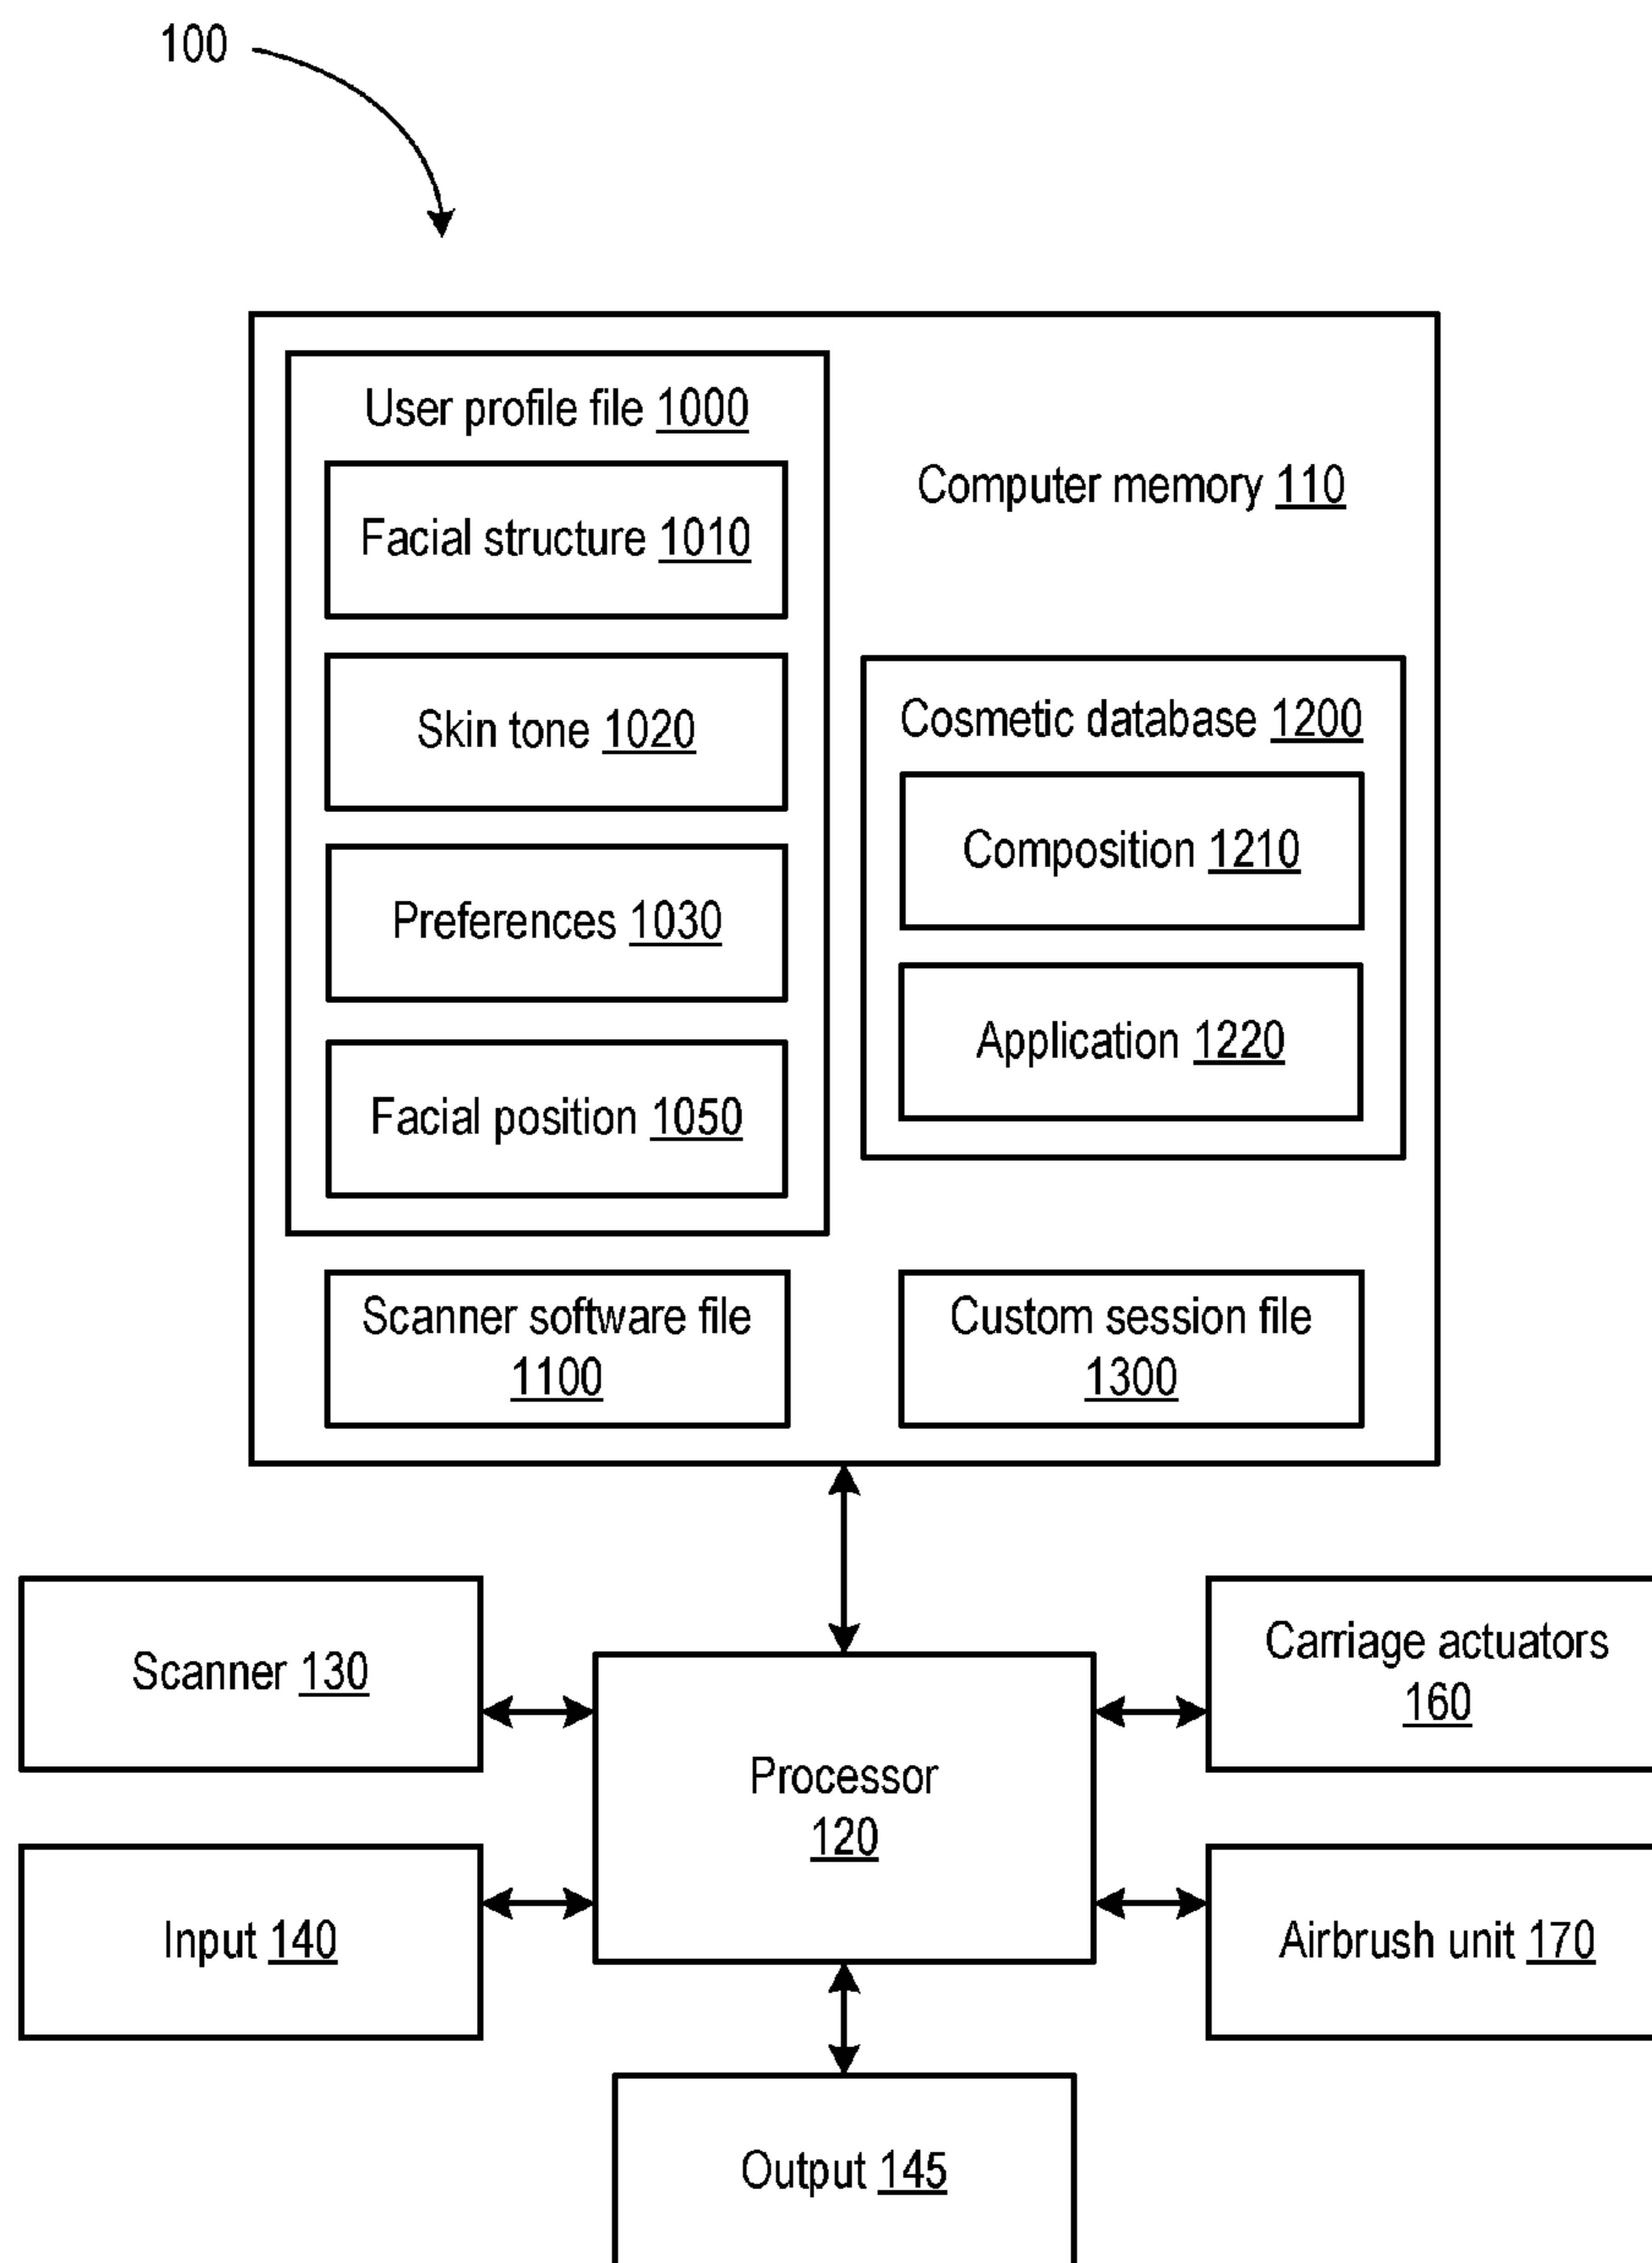 100
User profile file 1000
Computer memory 110
Facial structure 1010
Skin tone 1020
Preferences 1030
Facial position 1050
Cosmetic database 1200
Composition 1210
Application 1220
Scanner software file
1100
Custom session file
1300
Scanner 130
Carriage actuators
160
Processor
120
Input 140
Airbrush unit 170
Output 145